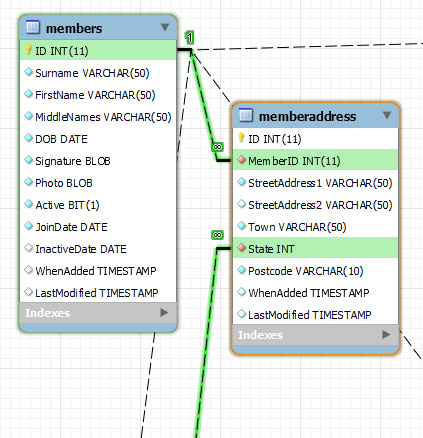 members
ID INT(11)
Surname VARCHAR(50)
FirstName VARCHAR(50)
MiddleNames VARCHAR(50)
DOB DATE
Signature BLOB
Photo BLOB
Active BIT(1)
JoinDate DATE
InactiveDate DATE
WhenAdded TIMESTAMP
LastModified TIMESTAMP
Indexes
1
∞
∞
memberaddress
ID INT(11)
MemberID INT(11)
StreetAddress1 VARCHAR(50)
StreetAddress2 VARCHAR(50)
Town VARCHAR(50)
State INT
Postcode VARCHAR(10)
WhenAdded TIMESTAMP
LastModified TIMESTAMP
Indexes